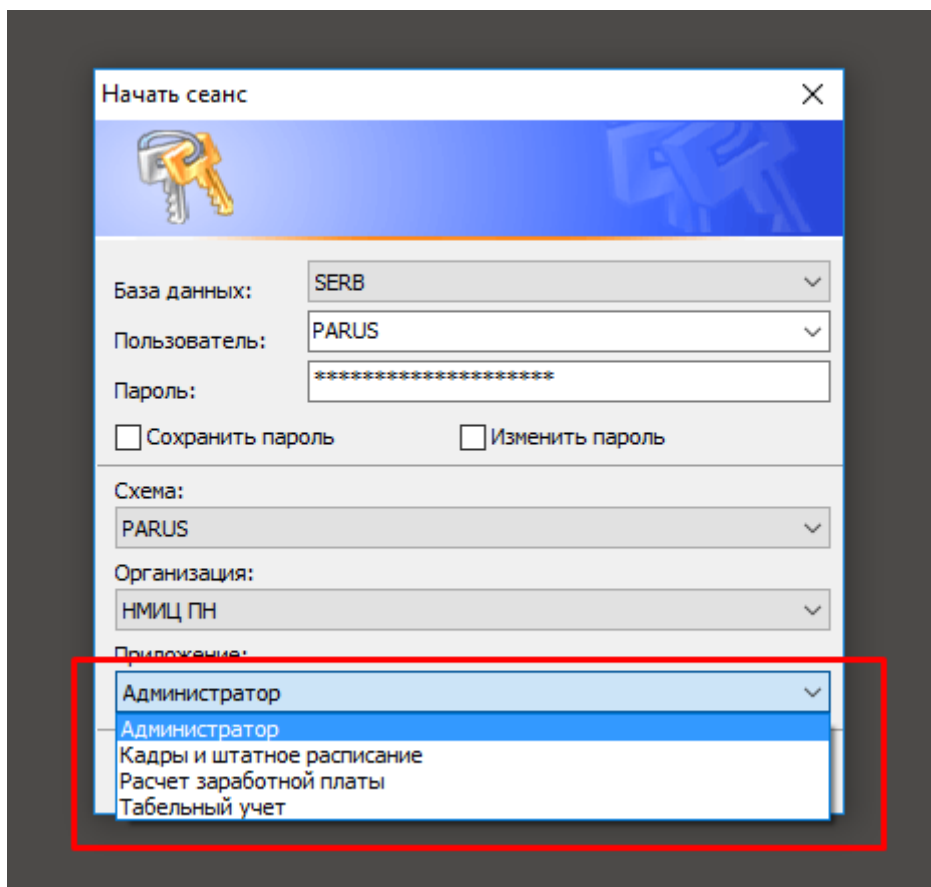 Начать сеанс
База данных: SERB
Пользователь: PARUS
Пароль: ********************
Сохранить пароль Изменить пароль
Схема:
PARUS
Организация:
НМИЦ ПН
Приложение:
Администратор
Администратор
Кадры и штатное расписание
Расчет заработной платы
Табельный учет